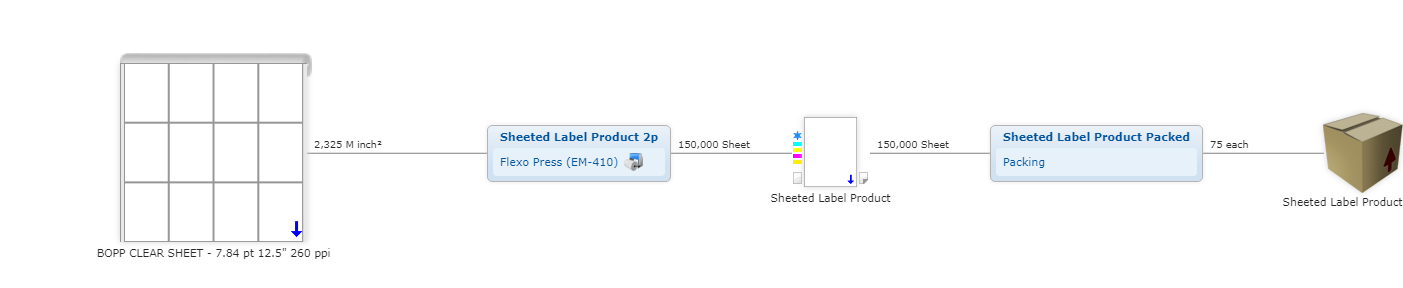 2,325 M inch²
Sheeted Label Product 2p
Flexo Press (EM-410)
150,000 Sheet
150,000 Sheet
Sheeted Label Product Packed
Packing
75 each
Sheeted Label Product
Sheeted Label Product
BOPP CLEAR SHEET - 7.84 pt 12.5" 260 ppi